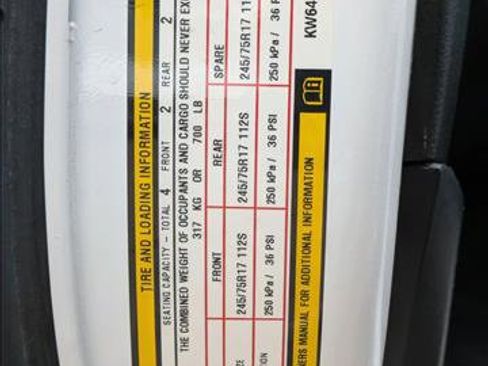 TIRE AND LOADING INFORMATION
SEATING CAPACITY - TOTAL 4 FRONT 2 REAR 2
THE COMBINED WEIGHT OF OCCUPANTS AND CARGO SHOULD NEVER
317 KG OR 700 LB
FRONT REAR SPARE
245/75R17 112S 245/75R17 112S 245/75R17
250 kPa / 36 PSI 250 kPa / 36 PSI 250 kPa / 36 PS
MANUAL FOR ADDITIONAL INFORMATION
KW64